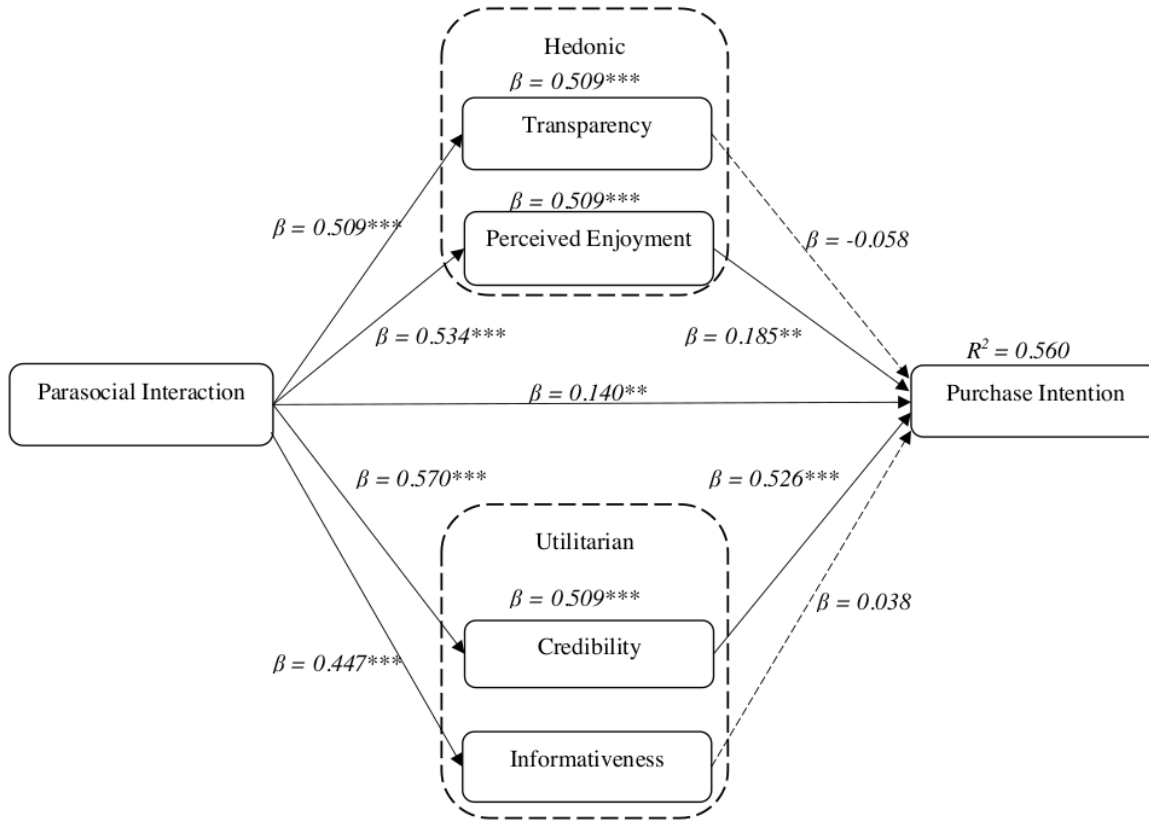 Hedonic
β = 0.509***
Transparency
β = 0.509***
Perceived Enjoyment
β = 0.509***
β = -0.058
β = 0.534***
β = 0.185**
R² = 0.560
Parasocial Interaction
β = 0.140**
Purchase Intention
β = 0.570***
β = 0.526***
Utilitarian
β = 0.509***
β = 0.038
Credibility
β = 0.447***
Informativeness